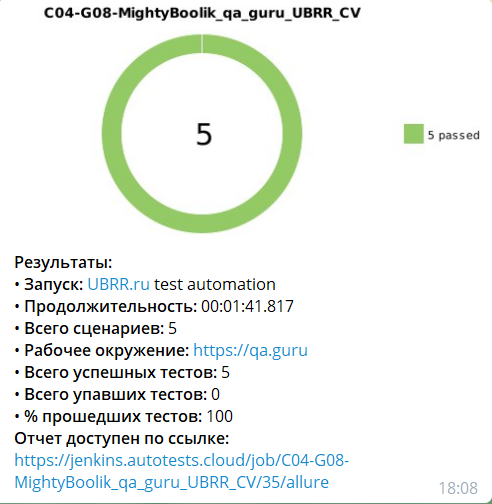 C04-G08-MightyBoolik_qa_guru_UBRR_CV
5
5 passed
Результаты:
• Запуск: UBRR.ru test automation
• Продолжительность: 00:01:41.817
• Всего сценариев: 5
• Рабочее окружение: https://qa.guru
• Всего успешных тестов: 5
• Всего упавших тестов: 0
• % прошедших тестов: 100
Отчет доступен по ссылке:
https://jenkins.autotests.cloud/job/C04-G08-
MightyBoolik_qa_guru_UBRR_CV/35/allure
18:08